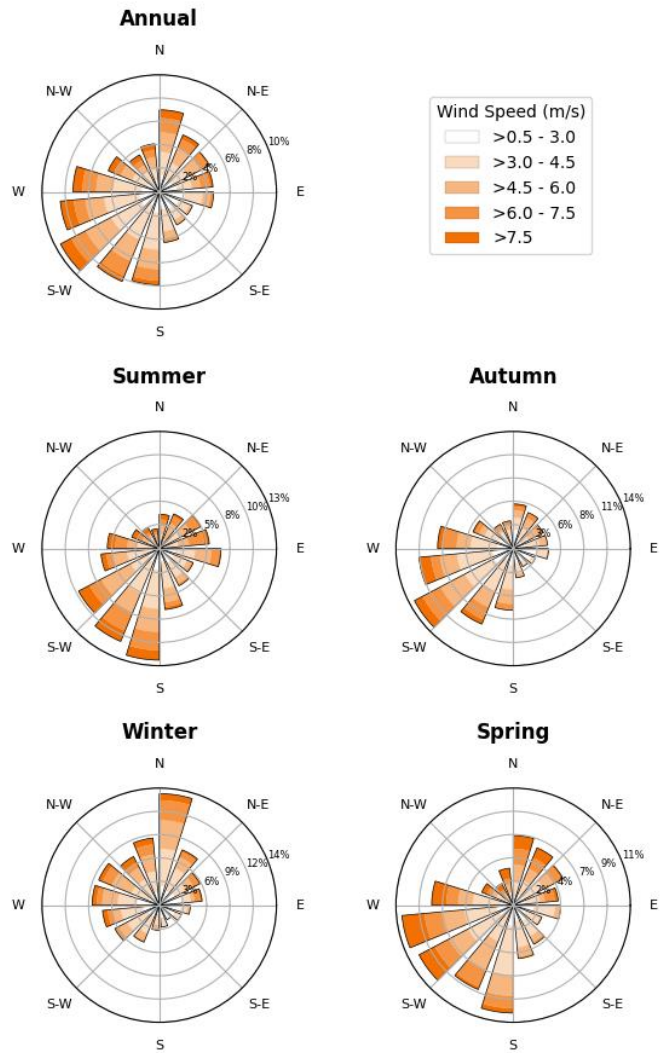 Annual
N
N-W
N-E
10%
8%
6%
4%
2%
W
E
S-W
S-E
S
Wind Speed (m/s)
>0.5 - 3.0
>3.0 - 4.5
>4.5 - 6.0
>6.0 - 7.5
>7.5
Summer
N
N-W
N-E
13%
10%
8%
5%
2%
W
E
S-W
S-E
S
Autumn
N
N-W
N-E
14%
11%
8%
6%
3%
W
E
S-W
S-E
S
Winter
N
N-W
N-E
14%
12%
9%
6%
3%
W
E
S-W
S-E
S
Spring
N
N-W
N-E
11%
9%
7%
4%
2%
W
E
S-W
S-E
S